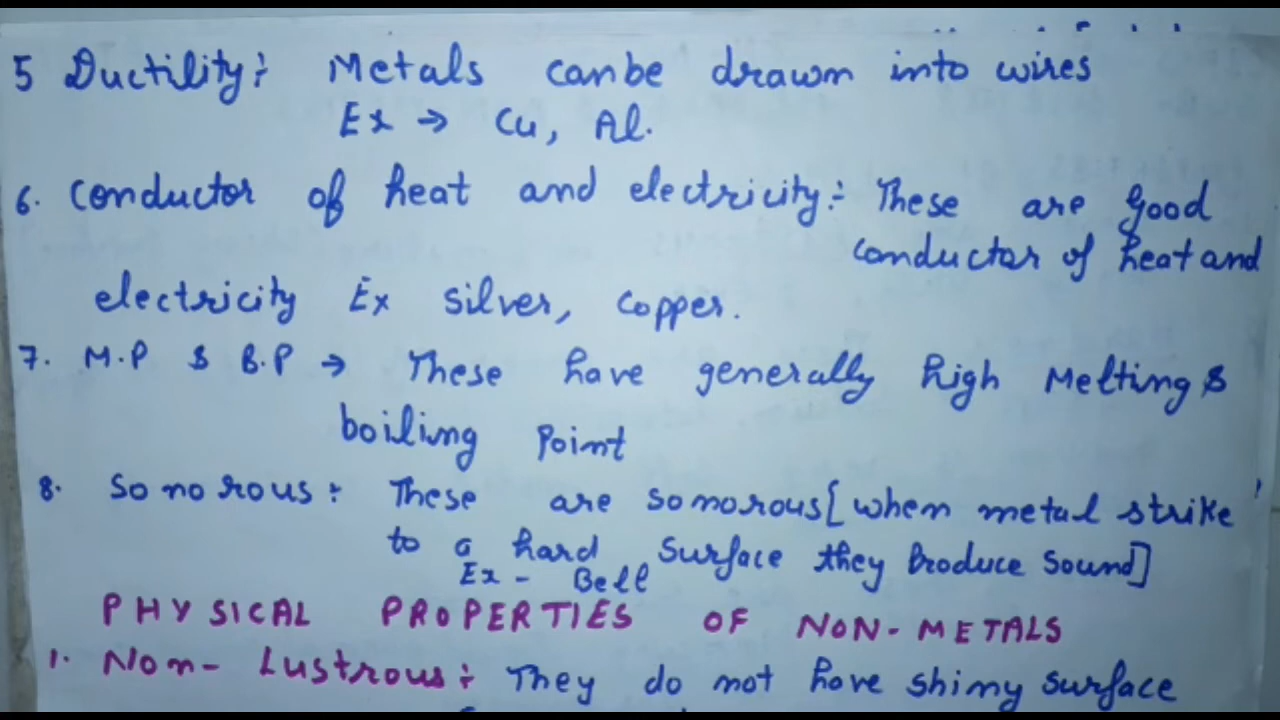 5 Ductility:- Metals can be drawn into wires
Ex → Cu, Al.
6. Conductor of heat and electricity:- These are Good
conductor of heat and
electricity Ex silver, copper.
7. M.P & B.P → These have generally high Melting &
boiling Point
8. Sonorous:- These are sonorous[when metal strike
to a hard surface they Produce sound]
Ex - Bell
PHYSICAL PROPERTIES OF NON-METALS
1. Non-Lustrous:- They do not have shiny surface